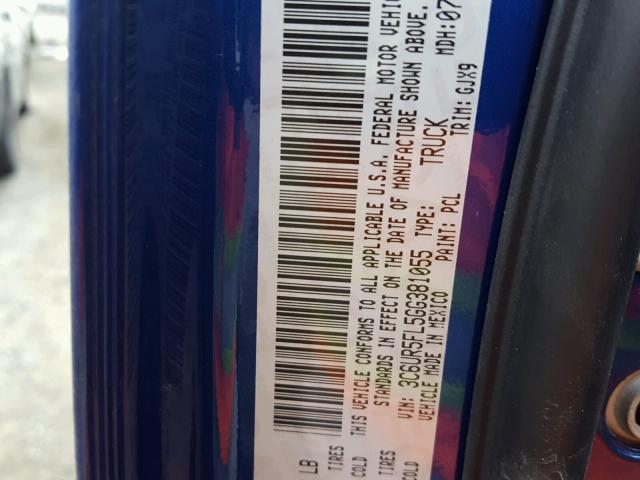 LB
TIRES
COLD
THIS VEHICLE CONFORMS TO ALL APPLICABLE U.S.A. FEDERAL MOTOR VEHIC
STANDARDS IN EFFECT ON THE DATE OF MANUFACTURE SHOWN ABOVE.
TIRES
COLD
VIN: 3C6UR5FL5GG381055 TYPE: TRUCK MDH:07
VEHICLE MADE IN MEXICO PAINT: PCL TRIM: GJX9